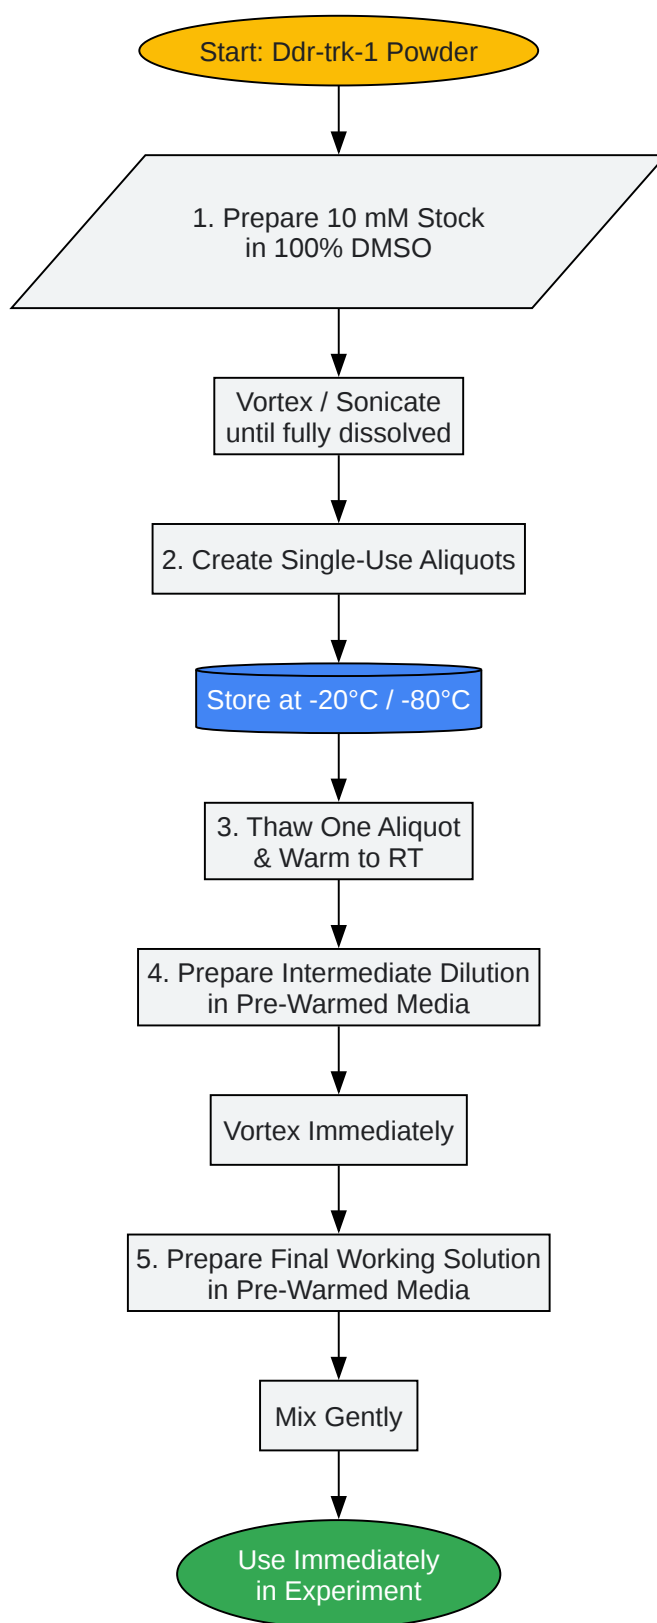 Start: Ddr-trk-1 Powder
1. Prepare 10 mM Stock
in 100% DMSO
Vortex / Sonicate
until fully dissolved
2. Create Single-Use Aliquots
Store at -20°C / -80°C
3. Thaw One Aliquot
& Warm to RT
4. Prepare Intermediate Dilution
in Pre-Warmed Media
Vortex Immediately
5. Prepare Final Working Solution
in Pre-Warmed Media
Mix Gently
Use Immediately
in Experiment